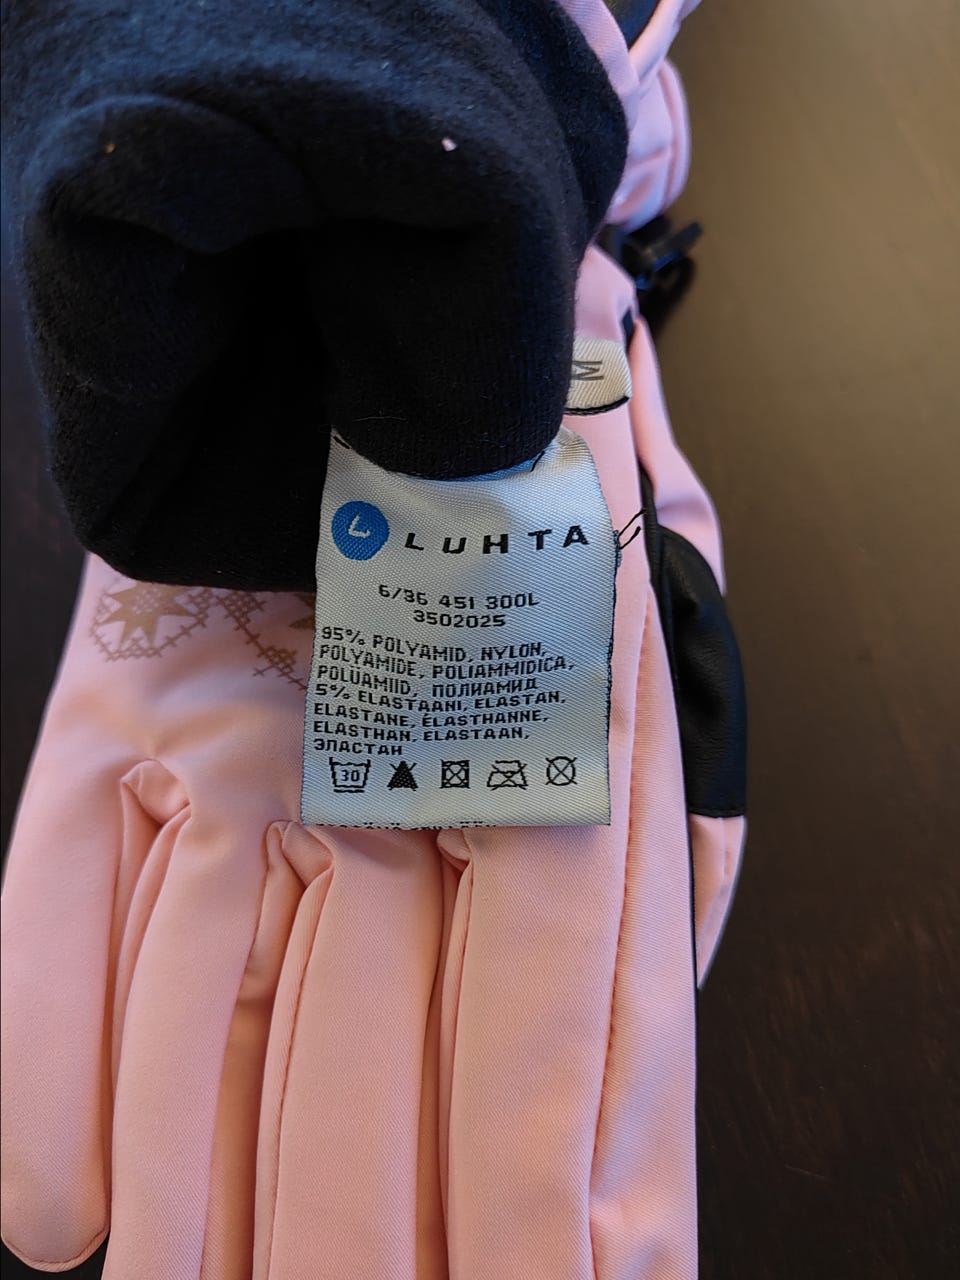 M
L LUHTA
6/36 451 300L
3502025
95% POLYAMID, NYLON,
POLYAMIDE, POLIAMMIDICA,
POLÜAMIID, ПОЛИАМИД
5% ELASTAANI, ELASTAN,
ELASTANE, ÉLASTHANNE,
ELASTHAN, ELASTAAN,
ЭЛАСТАН
30